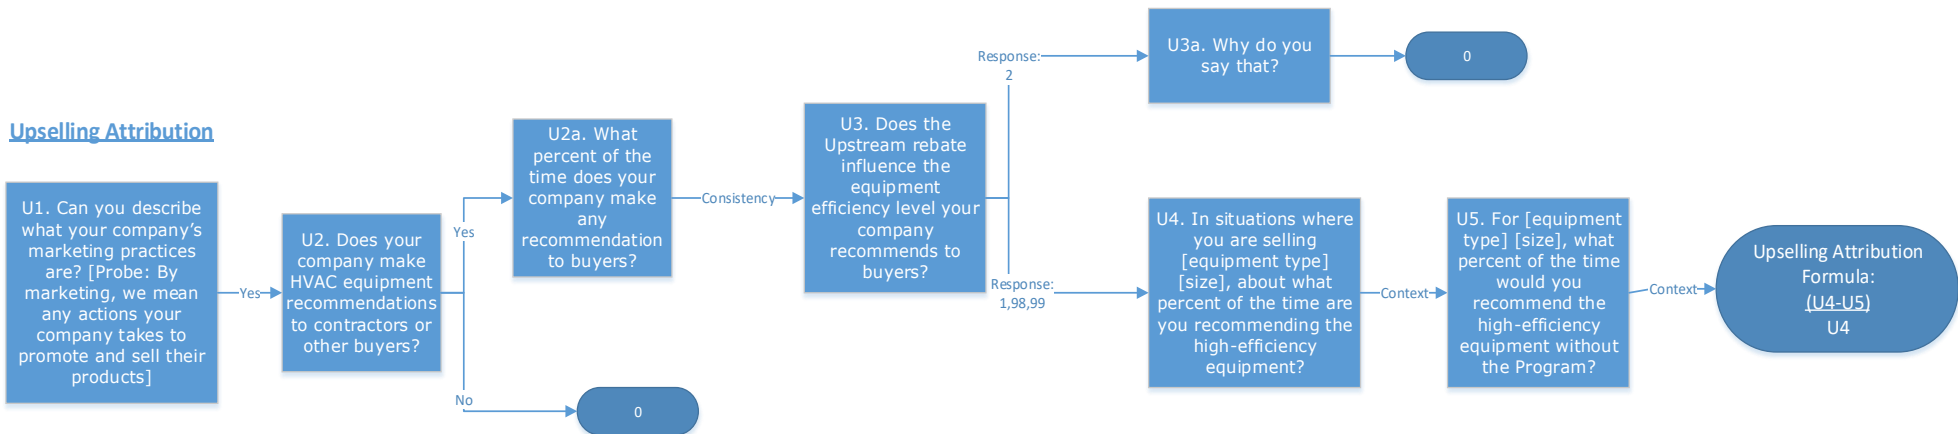 Upselling Attribution
U1. Can you describe
what your company’s
marketing practices
are? [Probe: By
marketing, we mean
any actions your
company takes to
promote and sell their
products]
Yes
U2. Does your
company make
HVAC equipment
recommendations
to contractors or
other buyers?
Yes
No
0
U2a. What
percent of the
time does your
company make
any
recommendation
to buyers?
Consistency
U3. Does the
Upstream rebate
influence the
equipment
efficiency level your
company
recommends to
buyers?
Response:
2
U3a. Why do you
say that?
0
Response:
1,98,99
U4. In situations where
you are selling
[equipment type]
[size], about what
percent of the time are
you recommending the
high-efficiency
equipment?
Context
U5. For [equipment
type] [size], what
percent of the time
would you
recommend the
high-efficiency
equipment without
the Program?
Context
Upselling Attribution
Formula:
(U4-U5)
U4